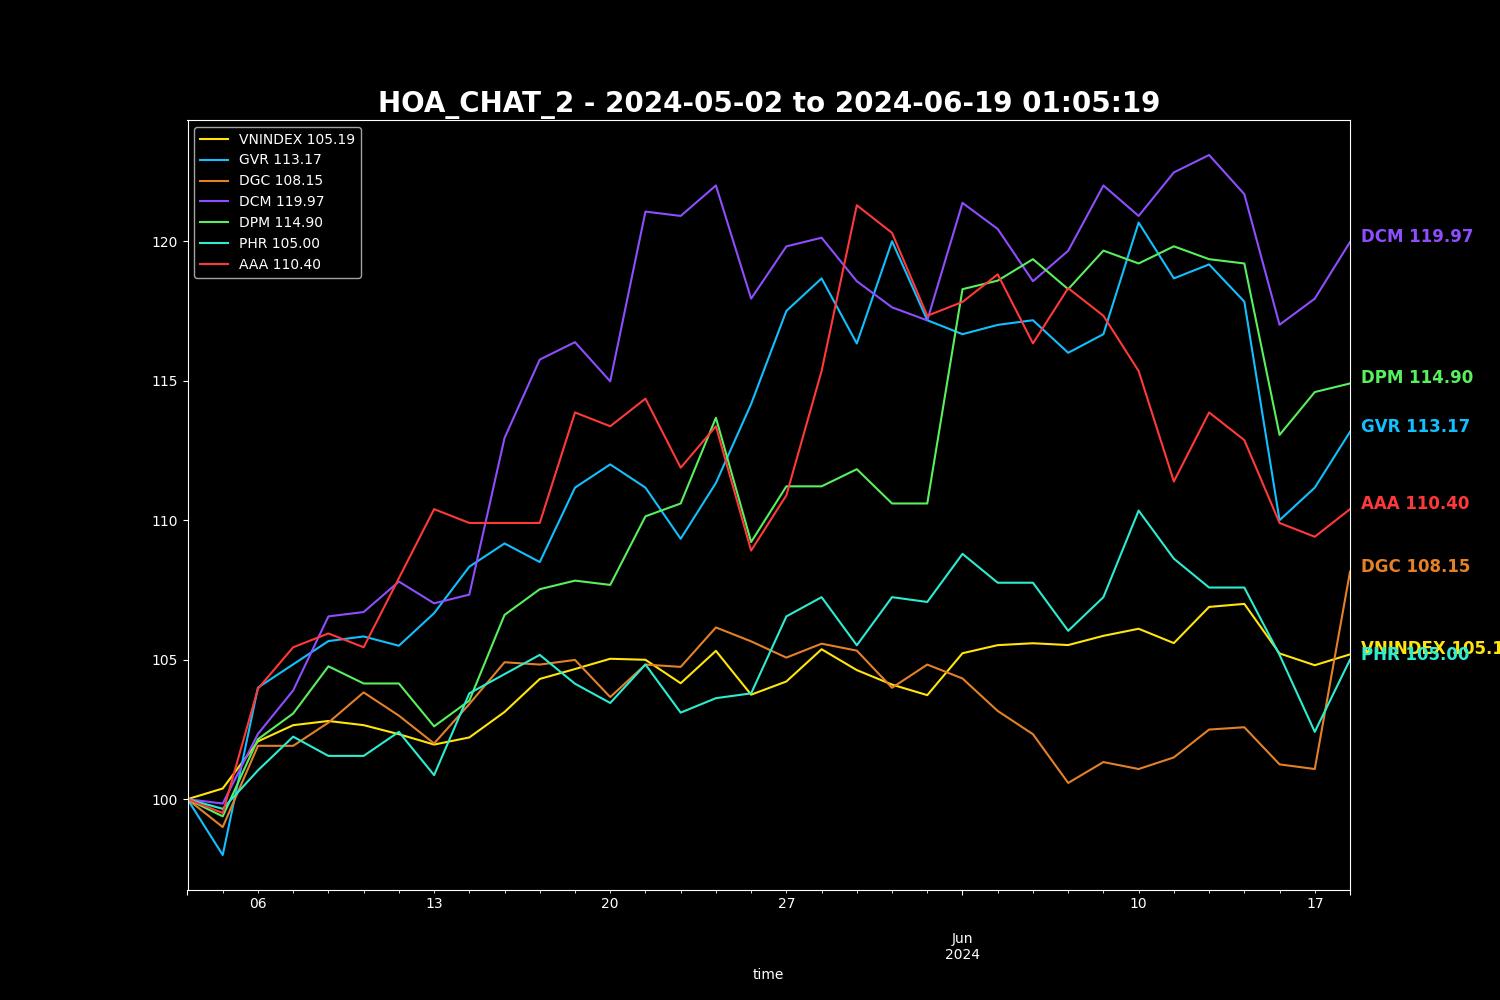 HOA_CHAT_2 - 2024-05-02 to 2024-06-19 01:05:19
VNINDEX 105.19
GVR 113.17
DGC 108.15
DCM 119.97
DPM 114.90
PHR 105.00
AAA 110.40
120
115
110
105
100
DCM 119.97
DPM 114.90
GVR 113.17
AAA 110.40
DGC 108.15
VNINDEX 105.1
PHR 105.00
06
13
20
27
10
17
Jun
2024
time